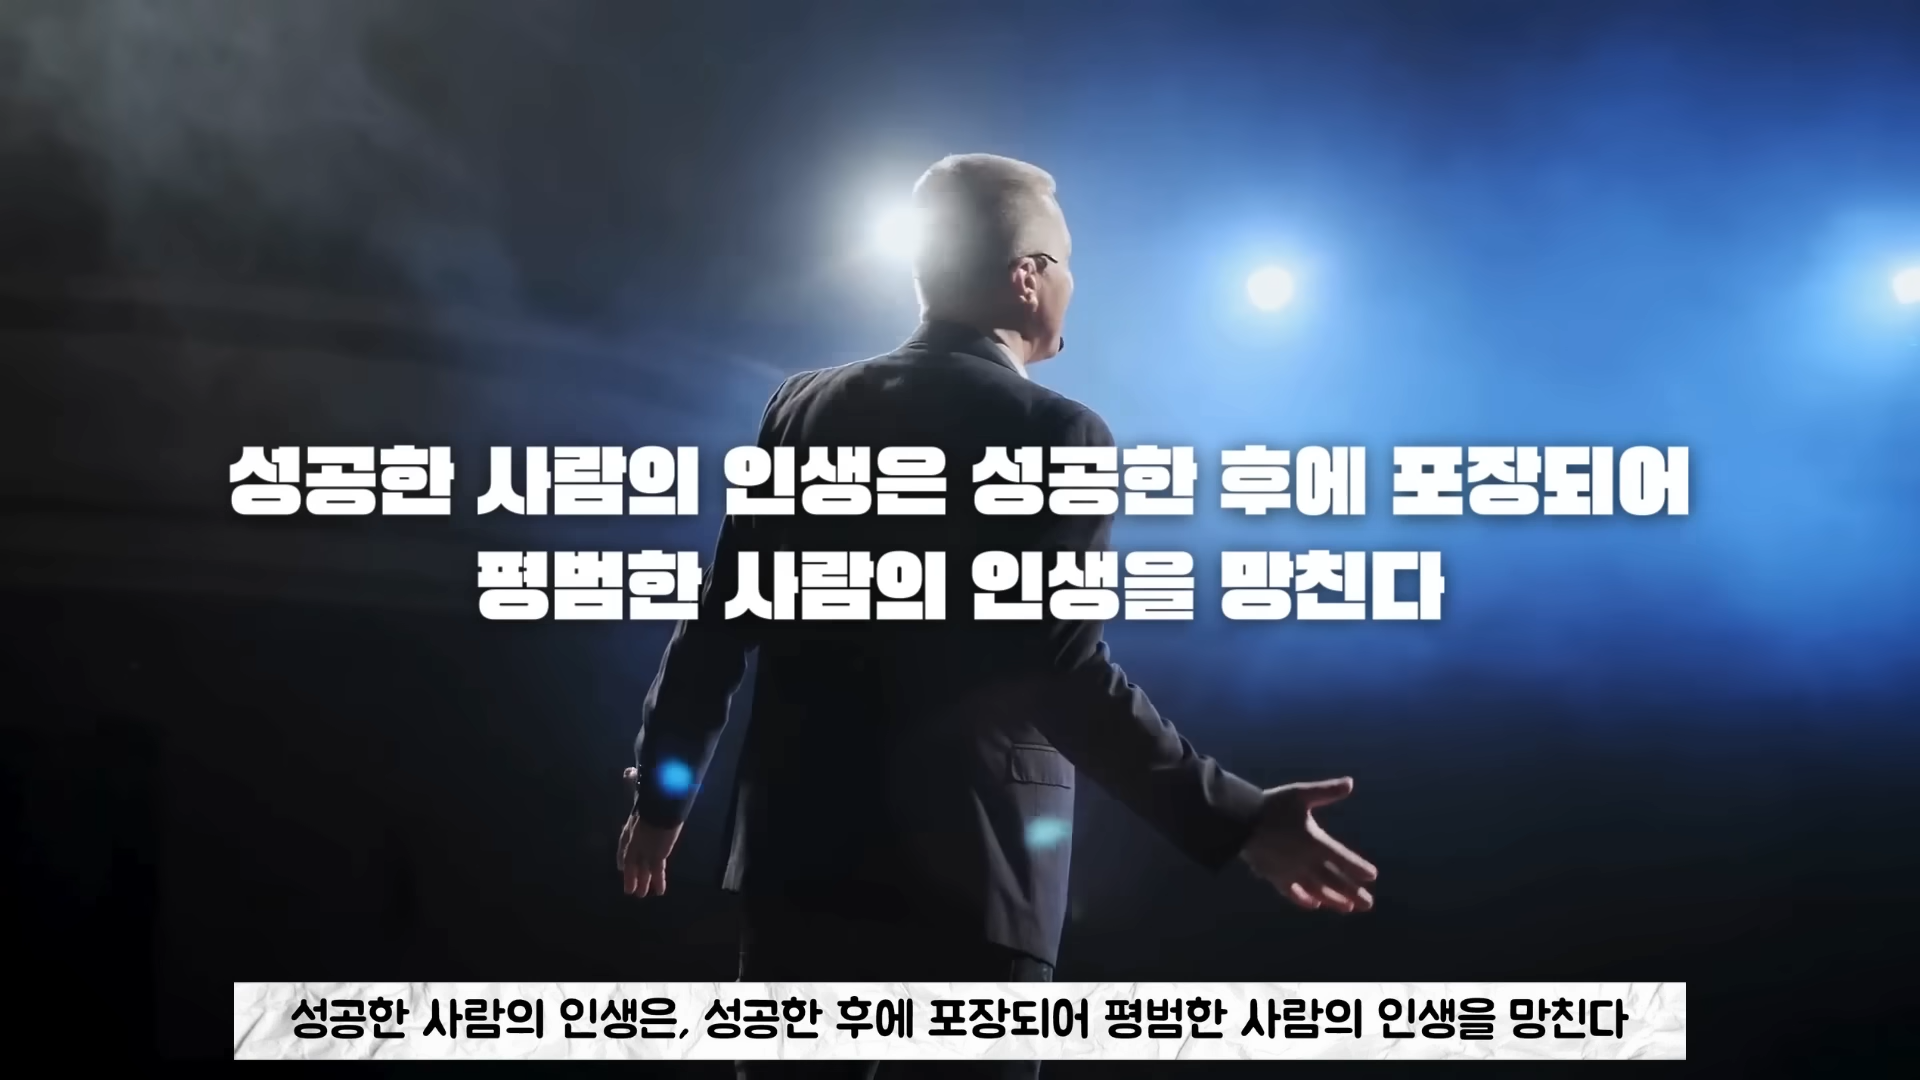 성공한 사람의 인생은 성공한 후에 포장되어
평범한 사람의 인생을 망친다
성공한 사람의 인생은, 성공한 후에 포장되어 평범한 사람의 인생을 망친다